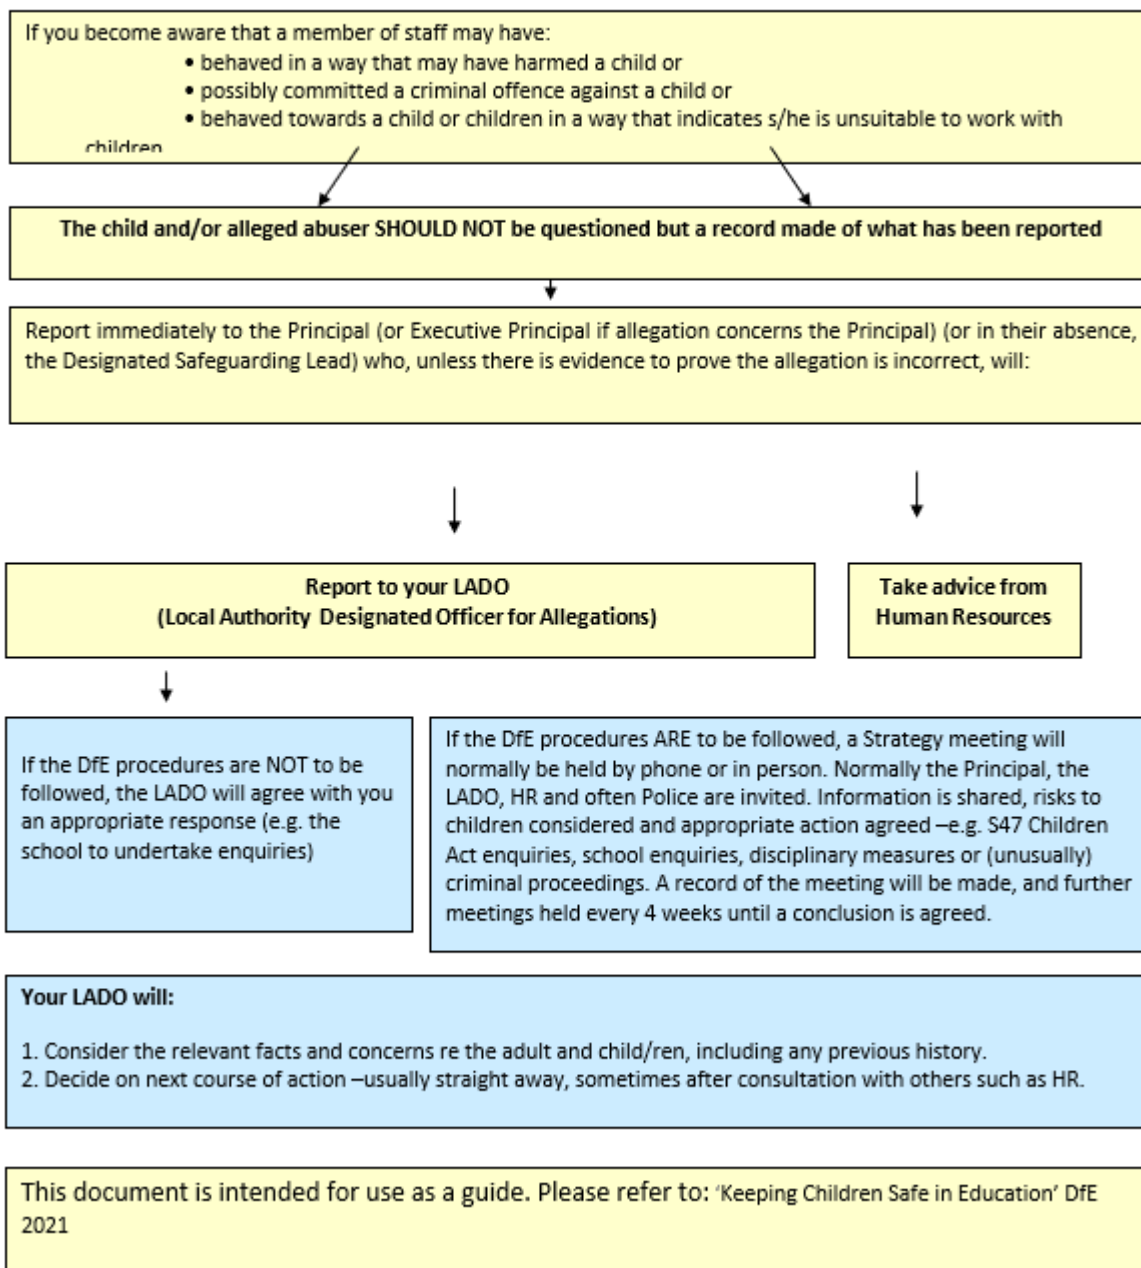 If you become aware that a member of staff may have:
• behaved in a way that may have harmed a child or
• possibly committed a criminal offence against a child or
• behaved towards a child or children in a way that indicates s/he is unsuitable to work with
children
The child and/or alleged abuser SHOULD NOT be questioned but a record made of what has been reported
Report immediately to the Principal (or Executive Principal if allegation concerns the Principal) (or in their absence,
the Designated Safeguarding Lead) who, unless there is evidence to prove the allegation is incorrect, will:
Report to your LADO
(Local Authority Designated Officer for Allegations)
Take advice from
Human Resources
If the DfE procedures are NOT to be
followed, the LADO will agree with you
an appropriate response (e.g. the
school to undertake enquiries)
If the DfE procedures ARE to be followed, a Strategy meeting will
normally be held by phone or in person. Normally the Principal, the
LADO, HR and often Police are invited. Information is shared, risks to
children considered and appropriate action agreed –e.g. S47 Children
Act enquiries, school enquiries, disciplinary measures or (unusually)
criminal proceedings. A record of the meeting will be made, and further
meetings held every 4 weeks until a conclusion is agreed.
Your LADO will:
1. Consider the relevant facts and concerns re the adult and child/ren, including any previous history.
2. Decide on next course of action –usually straight away, sometimes after consultation with others such as HR.
This document is intended for use as a guide. Please refer to: ‘Keeping Children Safe in Education’ DfE
2021